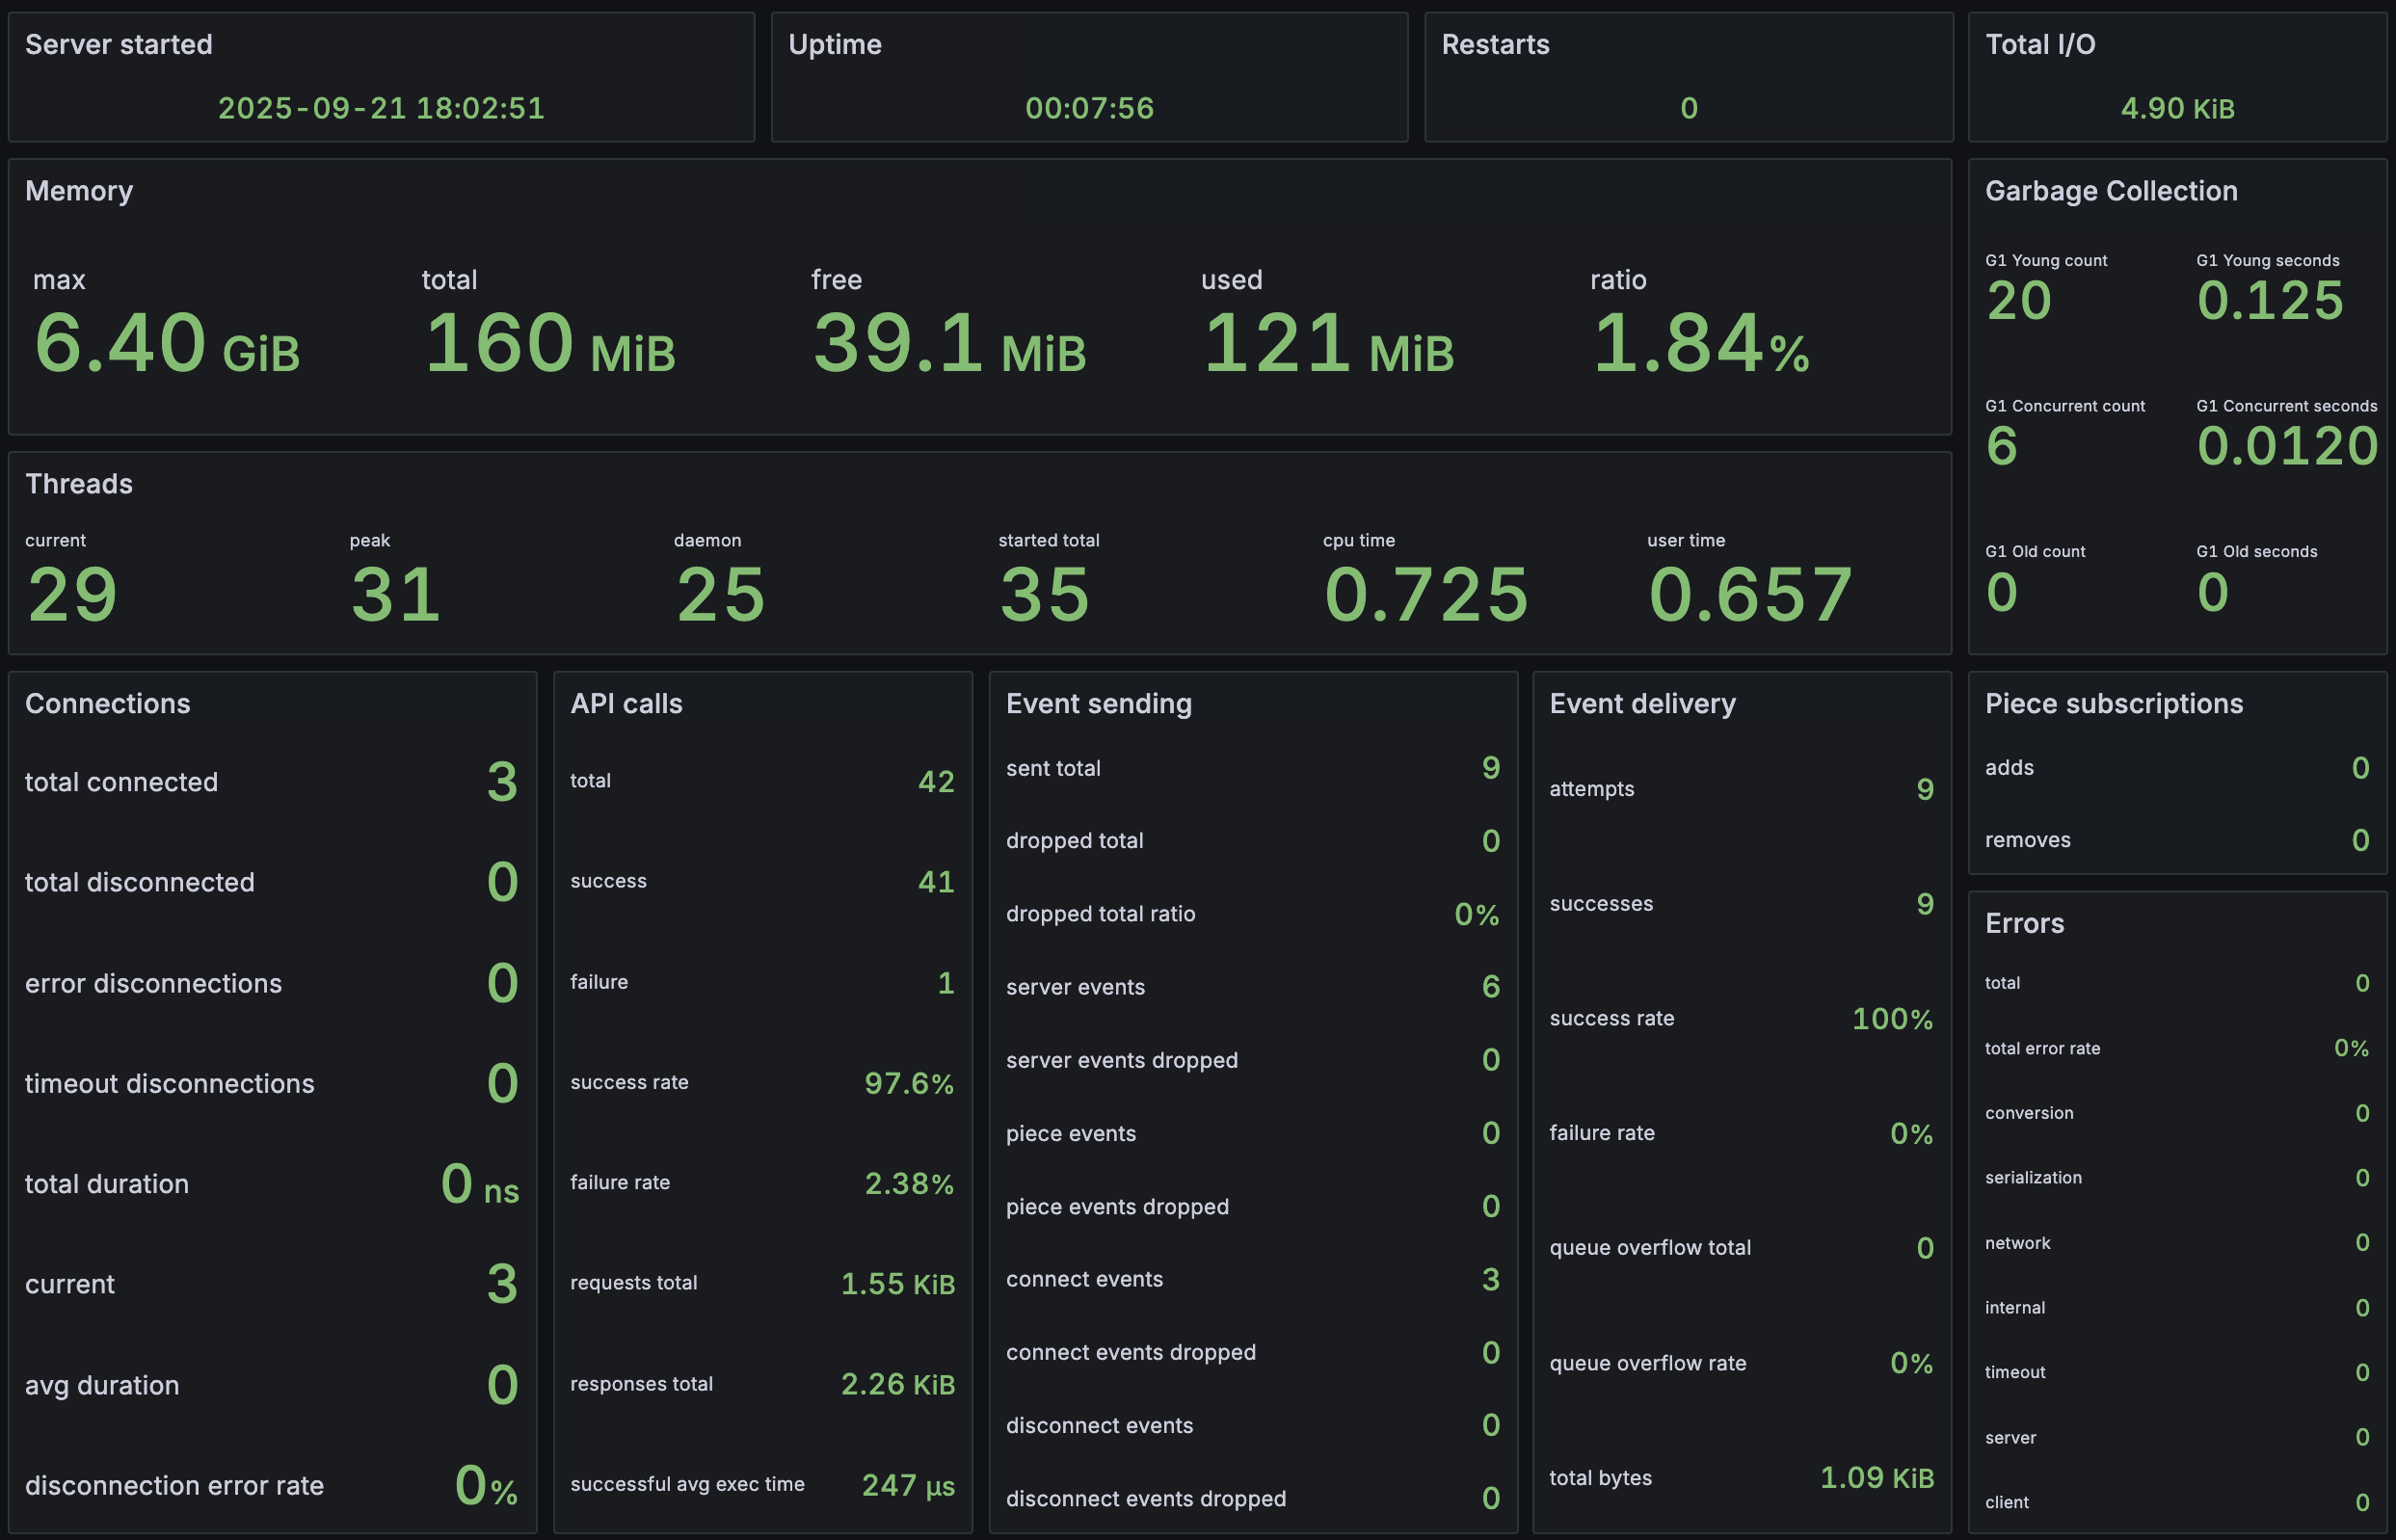 Server started
2025-09-21 18:02:51
Uptime
00:07:56
Restarts
0
Total I/O
4.90 KiB
Memory
max
6.40 GiB
total
160 MiB
free
39.1 MiB
used
121 MiB
ratio
1.84%
Garbage Collection
G1 Young count
20
G1 Young seconds
0.125
G1 Concurrent count
6
G1 Concurrent seconds
0.0120
G1 Old count
0
G1 Old seconds
0
Threads
current
29
peak
31
daemon
25
started total
35
cpu time
0.725
user time
0.657
Connections
total connected 3
total disconnected 0
error disconnections 0
timeout disconnections 0
total duration 0 ns
current 3
avg duration 0
disconnection error rate 0%
API calls
total 42
success 41
failure 1
success rate 97.6%
failure rate 2.38%
requests total 1.55 KiB
responses total 2.26 KiB
successful avg exec time 247 µs
Event sending
sent total 9
dropped total 0
dropped total ratio 0%
server events 6
server events dropped 0
piece events 0
piece events dropped 0
connect events 3
connect events dropped 0
disconnect events 0
disconnect events dropped 0
Event delivery
attempts 9
successes 9
success rate 100%
failure rate 0%
queue overflow total 0
queue overflow rate 0%
total bytes 1.09 KiB
Piece subscriptions
adds 0
removes 0
Errors
total 0
total error rate 0%
conversion 0
serialization 0
network 0
internal 0
timeout 0
server 0
client 0